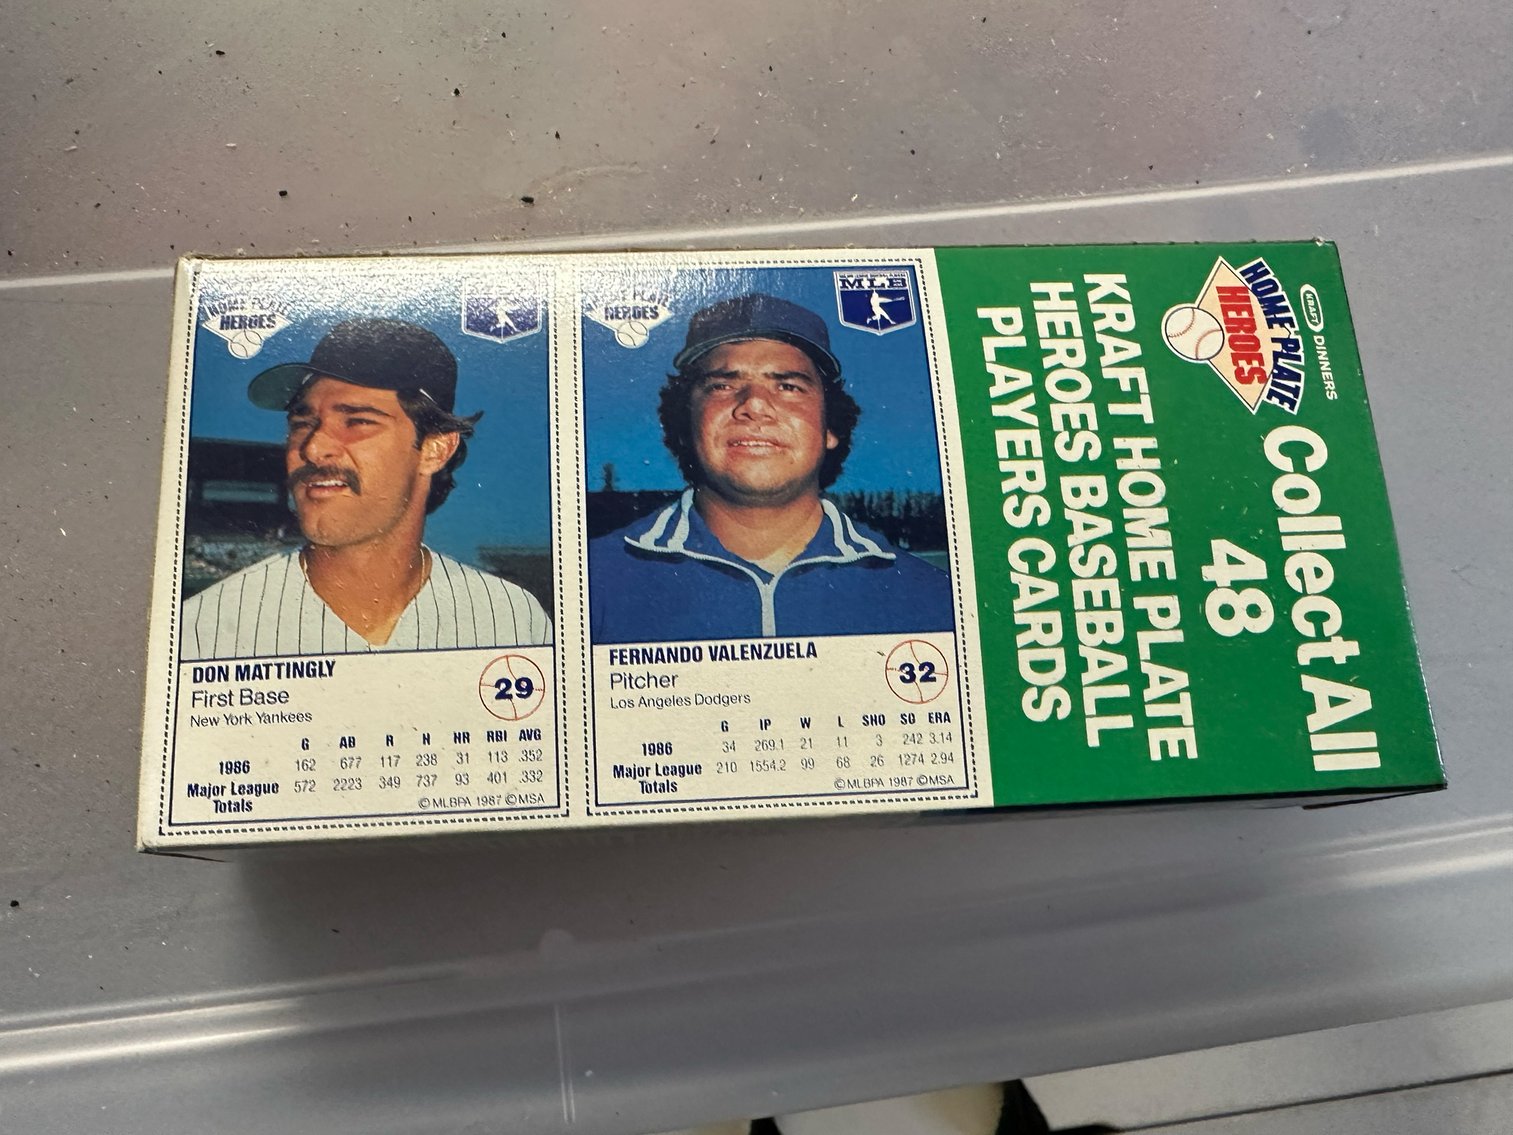 HOME PLATE
HEROES
DON MATTINGLY
First Base
New York Yankees
29
G AB R H HR RBI AVG
1986 162 677 117 238 31 113 .352
Major League 572 2223 349 737 93 401 .332
Totals
©MLBPA 1987 ©MSA
PLATE
HEROES
FERNANDO VALENZUELA
Pitcher
Los Angeles Dodgers
32
G IP W L SHO SO ERA
1986 34 269.1 21 11 3 242 3.14
Major League 210 1554.2 99 68 26 1274 2.94
Totals
©MLBPA 1987 ©MSA
KRAFT DINNERS
HOME PLATE
HEROES
Collect All
48
KRAFT HOME PLATE
HEROES BASEBALL
PLAYERS CARDS